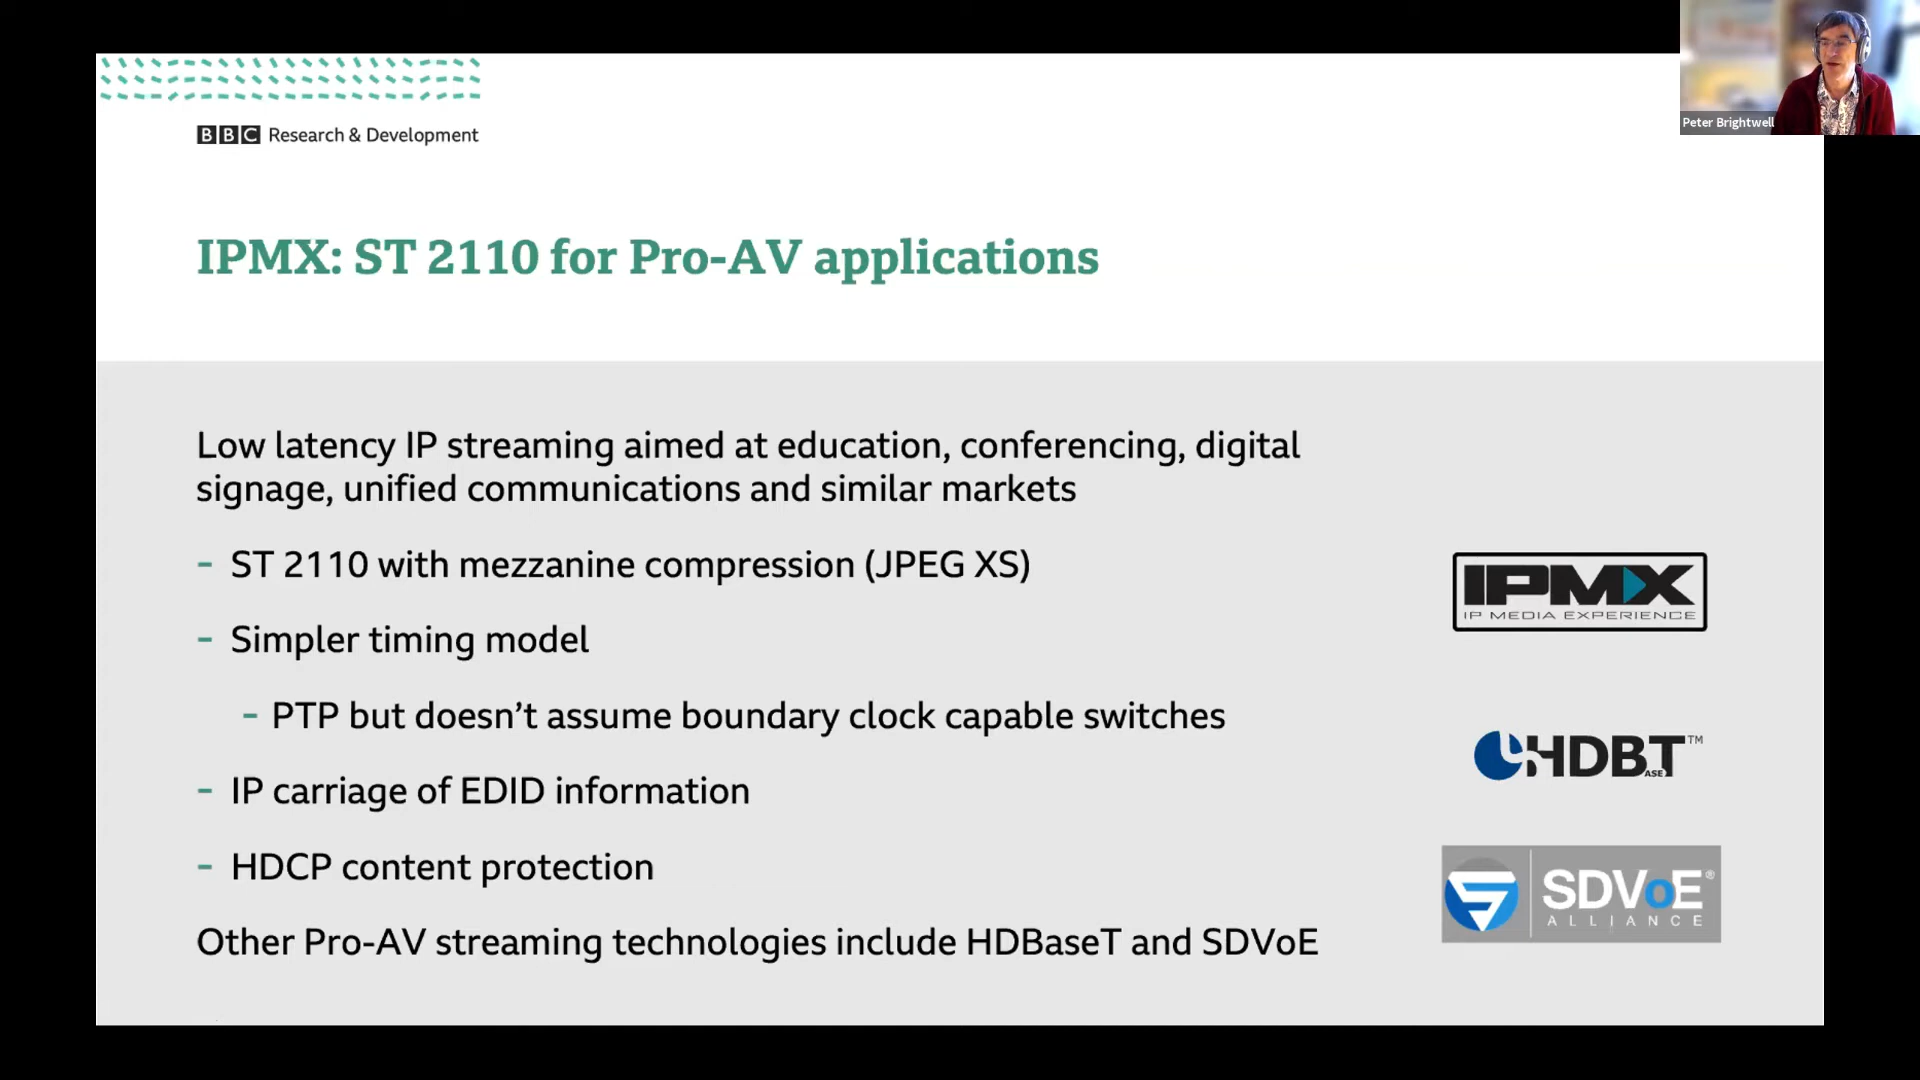 Peter Brightwell
BBC Research & Development
IPMX: ST 2110 for Pro-AV applications
Low latency IP streaming aimed at education, conferencing, digital
signage, unified communications and similar markets
- ST 2110 with mezzanine compression (JPEG XS)
- Simpler timing model
- PTP but doesn’t assume boundary clock capable switches
- IP carriage of EDID information
- HDCP content protection
Other Pro-AV streaming technologies include HDBaseT and SDVoE
IPMX
IP MEDIA EXPERIENCE
HDBaseT™
SDVoE®
ALLIANCE